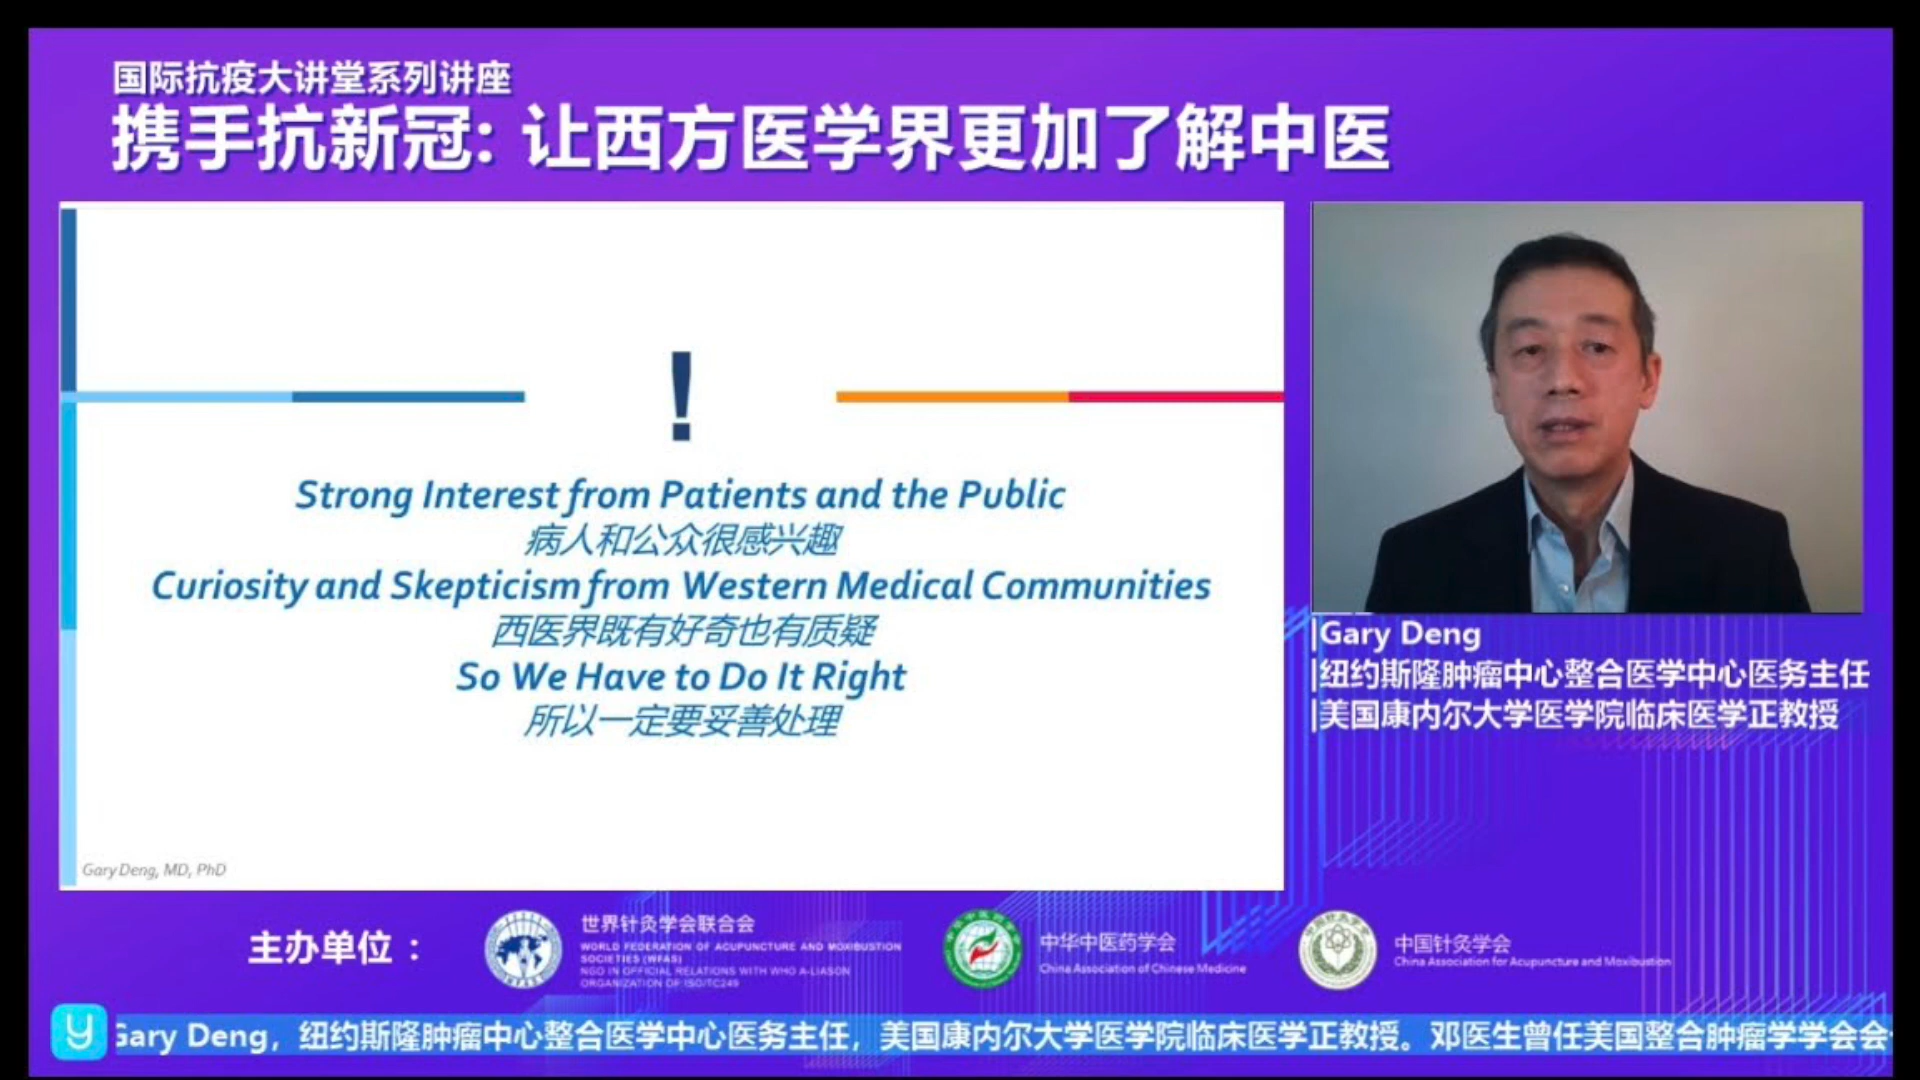 国际抗疫大讲堂系列讲座
携手抗新冠: 让西方医学界更加了解中医
!
Strong Interest from Patients and the Public
病人和公众很感兴趣
Curiosity and Skepticism from Western Medical Communities
西医界既有好奇也有质疑
So We Have to Do It Right
所以一定要妥善处理
Gary Deng, MD, PhD
|Gary Deng
|纽约斯隆肿瘤中心整合医学中心医务主任
|美国康内尔大学医学院临床医学正教授
主办单位：
世界针灸学会联合会
WORLD FEDERATION OF ACUPUNCTURE AND MOXIBUSTION
SOCIETIES (WFAS)
NGO IN OFFICIAL RELATIONS WITH WHO A-LIASON
ORGANIZATION OF ISO/TC249
中华中医药学会
China Association of Chinese Medicine
中国针灸学会
China Association for Acupuncture and Moxibustion
Gary Deng，纽约斯隆肿瘤中心整合医学中心医务主任，美国康内尔大学医学院临床医学正教授。邓医生曾任美国整合肿瘤学学会会